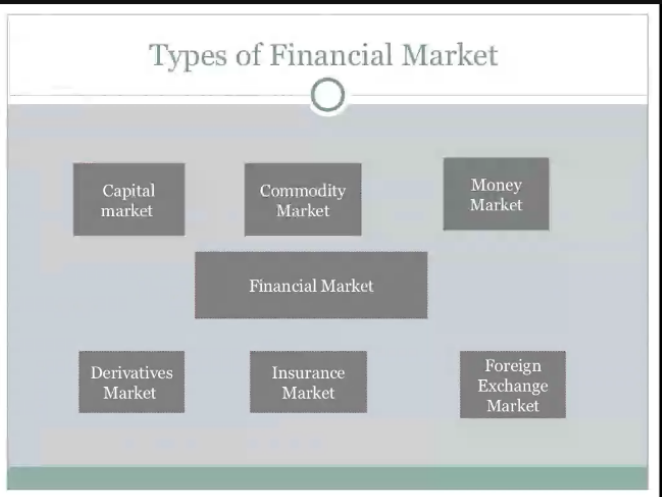 Types of Financial Market
Capital
market
Commodity
Market
Money
Market
Financial Market
Derivatives
Market
Insurance
Market
Foreign
Exchange
Market